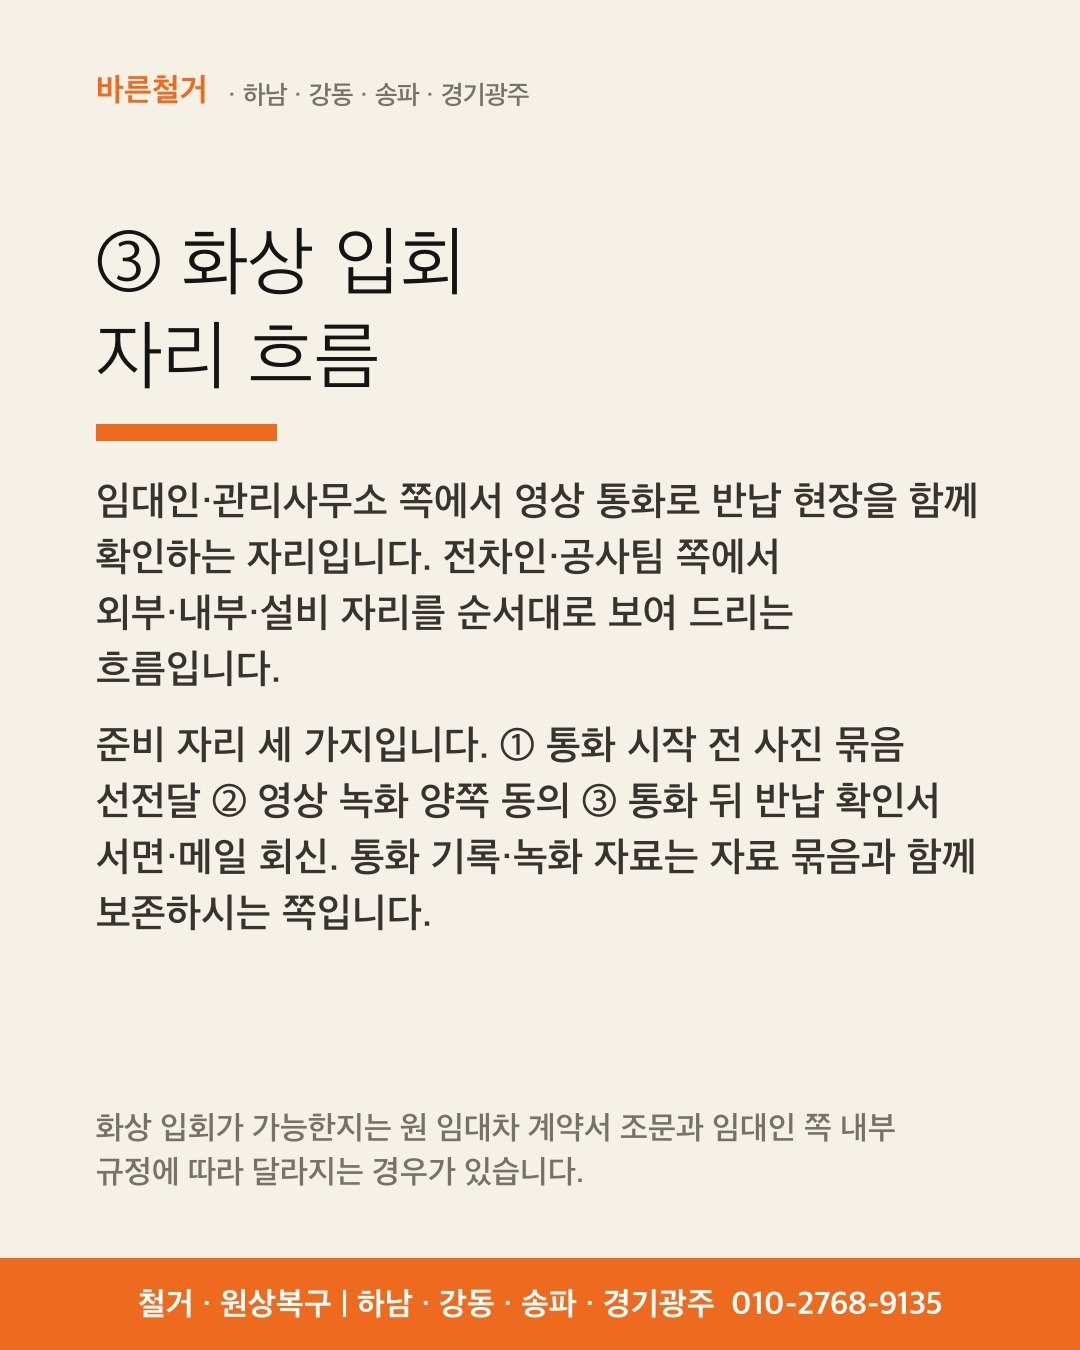 바른철거 · 하남 · 강동 · 송파 · 경기광주
③ 화상 입회
자리 흐름
임대인·관리사무소 쪽에서 영상 통화로 반납 현장을 함께
확인하는 자리입니다. 전차인·공사팀 쪽에서
외부·내부·설비 자리를 순서대로 보여 드리는
흐름입니다.
준비 자리 세 가지입니다. ① 통화 시작 전 사진 묶음
선전달 ② 영상 녹화 양쪽 동의 ③ 통화 뒤 반납 확인서
서면·메일 회신. 통화 기록·녹화 자료는 자료 묶음과 함께
보존하시는 쪽입니다.
화상 입회가 가능한지는 원 임대차 계약서 조문과 임대인 쪽 내부
규정에 따라 달라지는 경우가 있습니다.
철거 · 원상복구 | 하남 · 강동 · 송파 · 경기광주 010-2768-9135